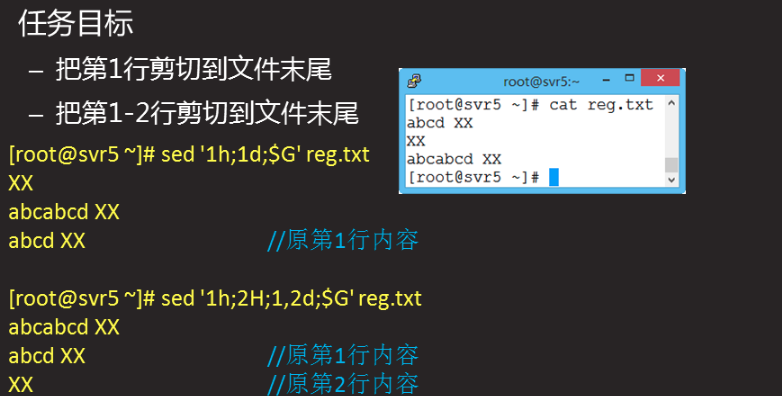 任务目标
– 把第1行剪切到文件末尾
– 把第1-2行剪切到文件末尾
root@svr5:~
[root@svr5 ~]# cat reg.txt
abcd XX
XX
abcabcd XX
[root@svr5 ~]#
[root@svr5 ~]# sed '1h;1d;$G' reg.txt
XX
abcabcd XX
abcd XX //原第1行内容
[root@svr5 ~]# sed '1h;2H;1,2d;$G' reg.txt
abcabcd XX
abcd XX //原第1行内容
XX //原第2行内容